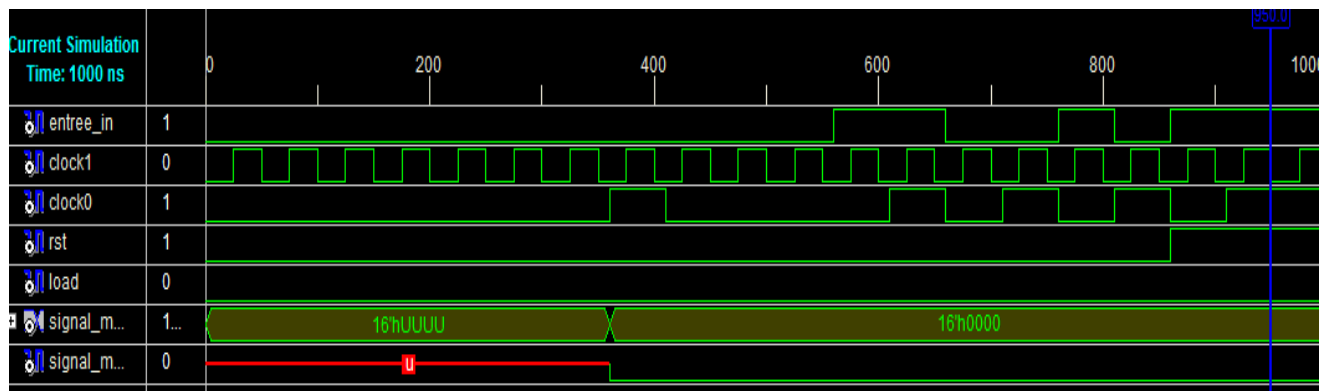 950.0
Current Simulation
Time: 1000 ns
0 200 400 600 800 1000
entree_in 1
clock1 0
clock0 1
rst 1
load 0
signal_m... 1... 16'hUUUU 16'h0000
signal_m... 0 U